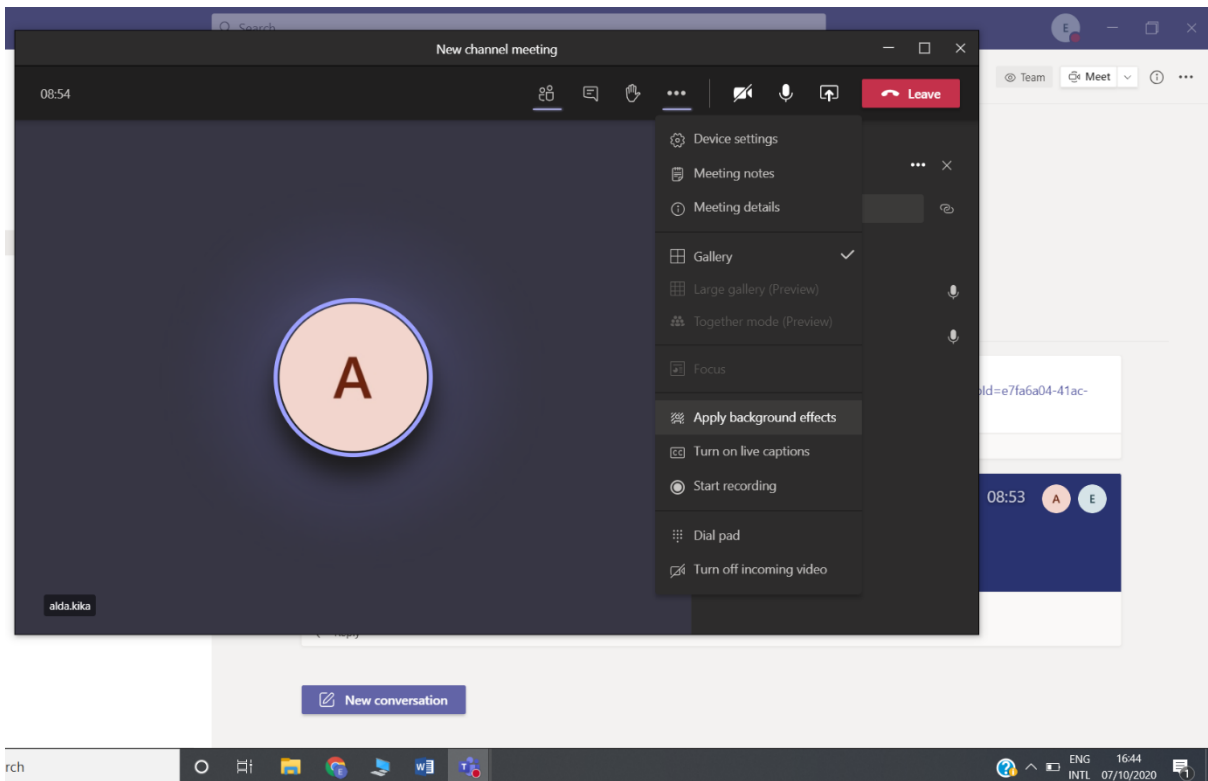 Search
E
New channel meeting
Team
Meet
08:54
Leave
Device settings
Meeting notes
Meeting details
Gallery
Large gallery (Preview)
Together mode (Preview)
Focus
Apply background effects
Turn on live captions
Start recording
Dial pad
Turn off incoming video
A
alda.kika
Id=e7fa6a04-41ac-
08:53
A
E
New conversation
rch
ENG
INTL
16:44
07/10/2020